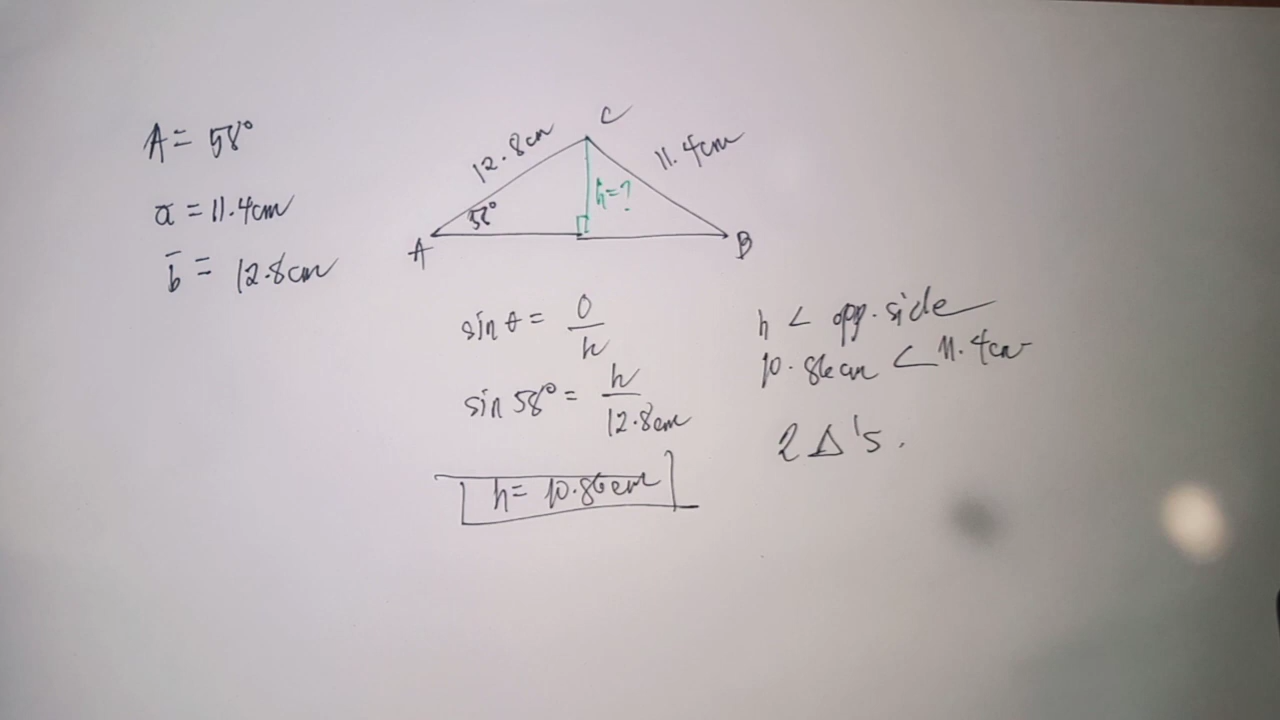 A = 58°
a = 11.4cm
b = 12.8cm
C
12.8cm
11.4cm
h=?
58°
A
B
sin θ = O/h
sin 58° = h/12.8cm
h = 10.86cm
h < opp. side
10.86cm < 11.4cm
2 Δ's.